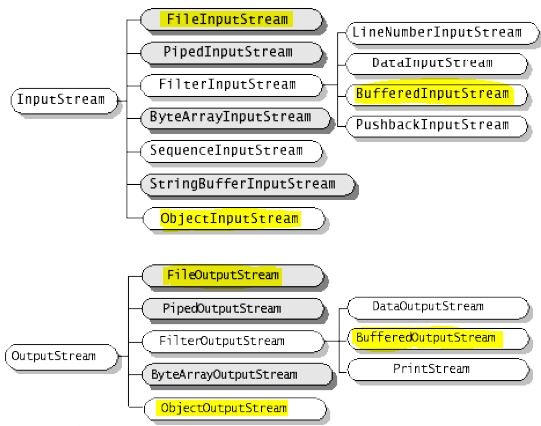 FileInputStream
PipedInputStream
FilterInputStream
InputStream
ByteArrayInputStream
SequenceInputStream
StringBufferInputStream
ObjectInputStream
LineNumberInputStream
DataInputStream
BufferedInputStream
PushbackInputStream
FileOutputStream
PipedOutputStream
FilterOutputStream
OutputStream
ByteArrayOutputStream
ObjectOutputStream
DataOutputStream
BufferedOutputStream
PrintStream